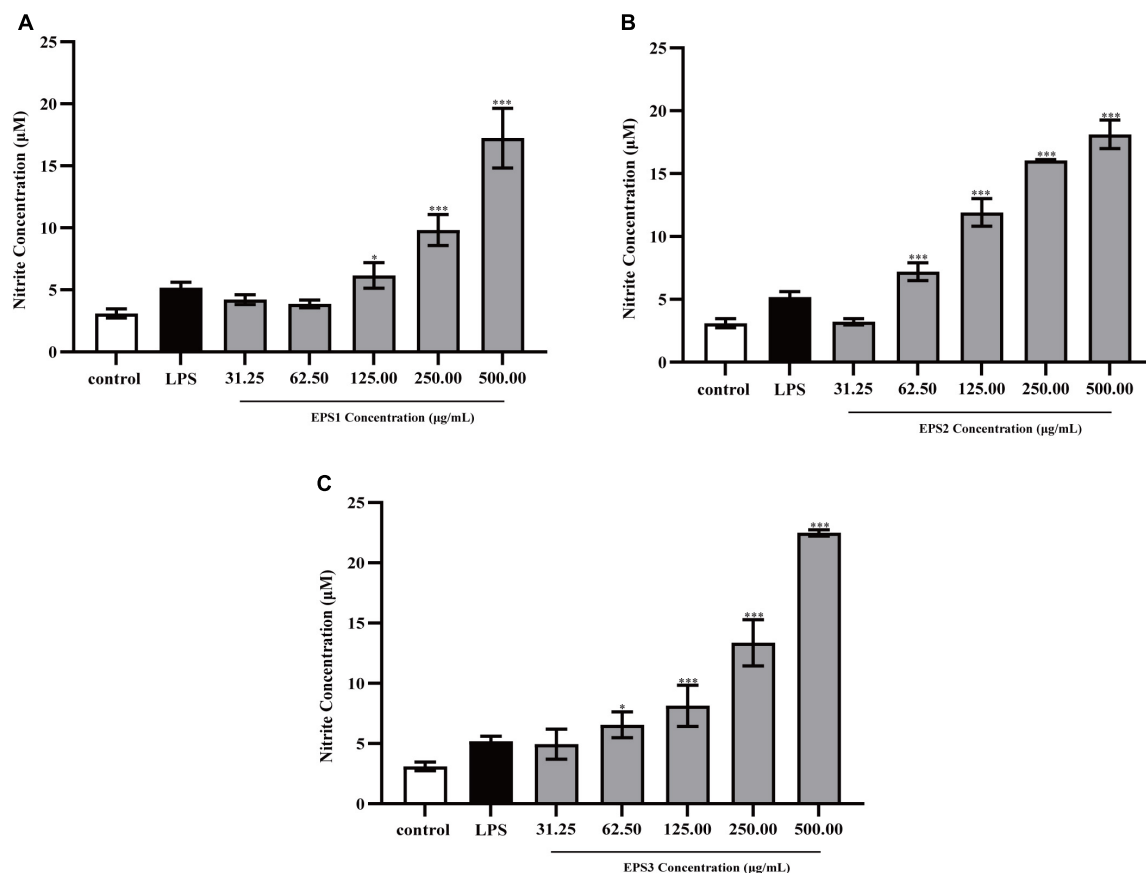 A
Nitrite Concentration (μM)
25
20
15
10
5
0
***
***
*
control LPS 31.25 62.50 125.00 250.00 500.00
EPS1 Concentration (μg/mL)
B
Nitrite Concentration (μM)
25
20
15
10
5
0
***
***
***
***
control LPS 31.25 62.50 125.00 250.00 500.00
EPS2 Concentration (μg/mL)
C
Nitrite Concentration (μM)
25
20
15
10
5
0
***
***
***
*
control LPS 31.25 62.50 125.00 250.00 500.00
EPS3 Concentration (μg/mL)